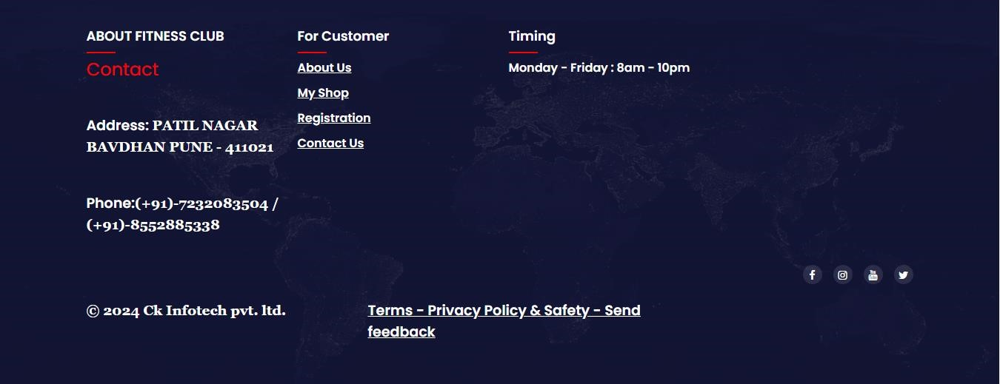 ABOUT FITNESS CLUB
Contact
Address: PATIL NAGAR
BAVDHAN PUNE - 411021
Phone:(+91)-7232083504 /
(+91)-8552885338
For Customer
About Us
My Shop
Registration
Contact Us
Timing
Monday - Friday : 8am - 10pm
© 2024 Ck Infotech pvt. ltd.
Terms - Privacy Policy & Safety - Send
feedback